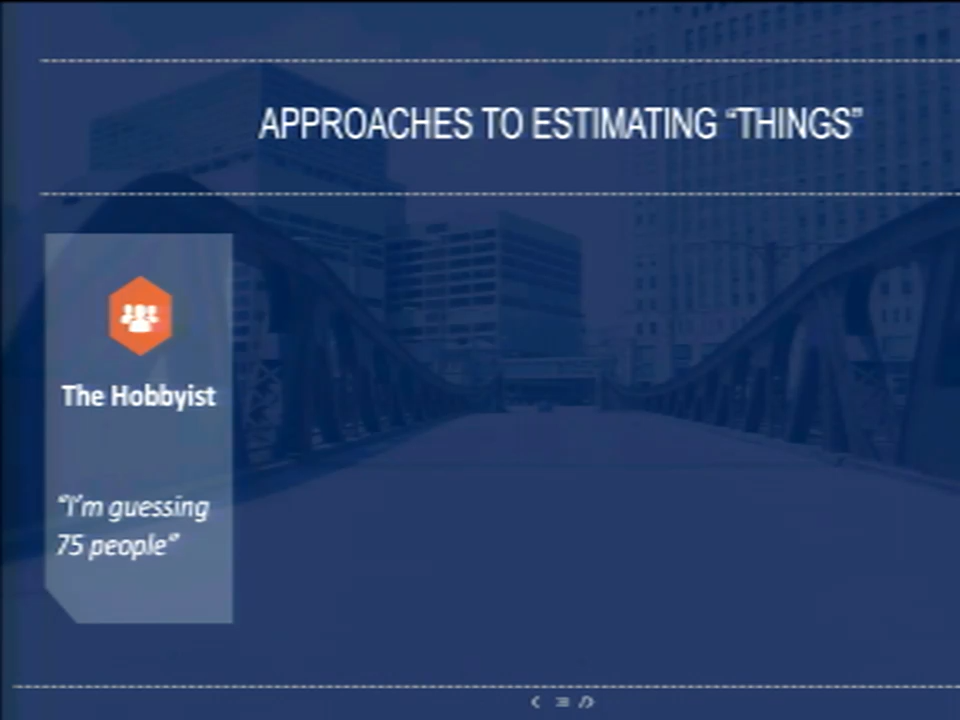 APPROACHES TO ESTIMATING “THINGS”
The Hobbyist
“I’m guessing
75 people”